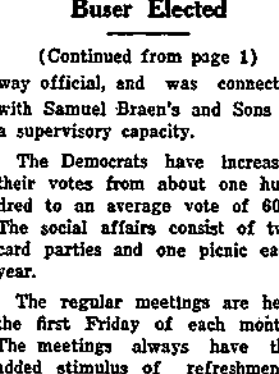 Buser Elected
(Continued from page 1)
way official, and was connect
with Samuel Braen's and Sons
a supervisory capacity.
The Democrats have increas
their votes from about one hu
dred to an average vote of 60
The social affairs consist of tw
card parties and one picnic ea
year.
The regular meetings are he
the first Friday of each mont
The meetings always have th
added stimulus of refreshmen